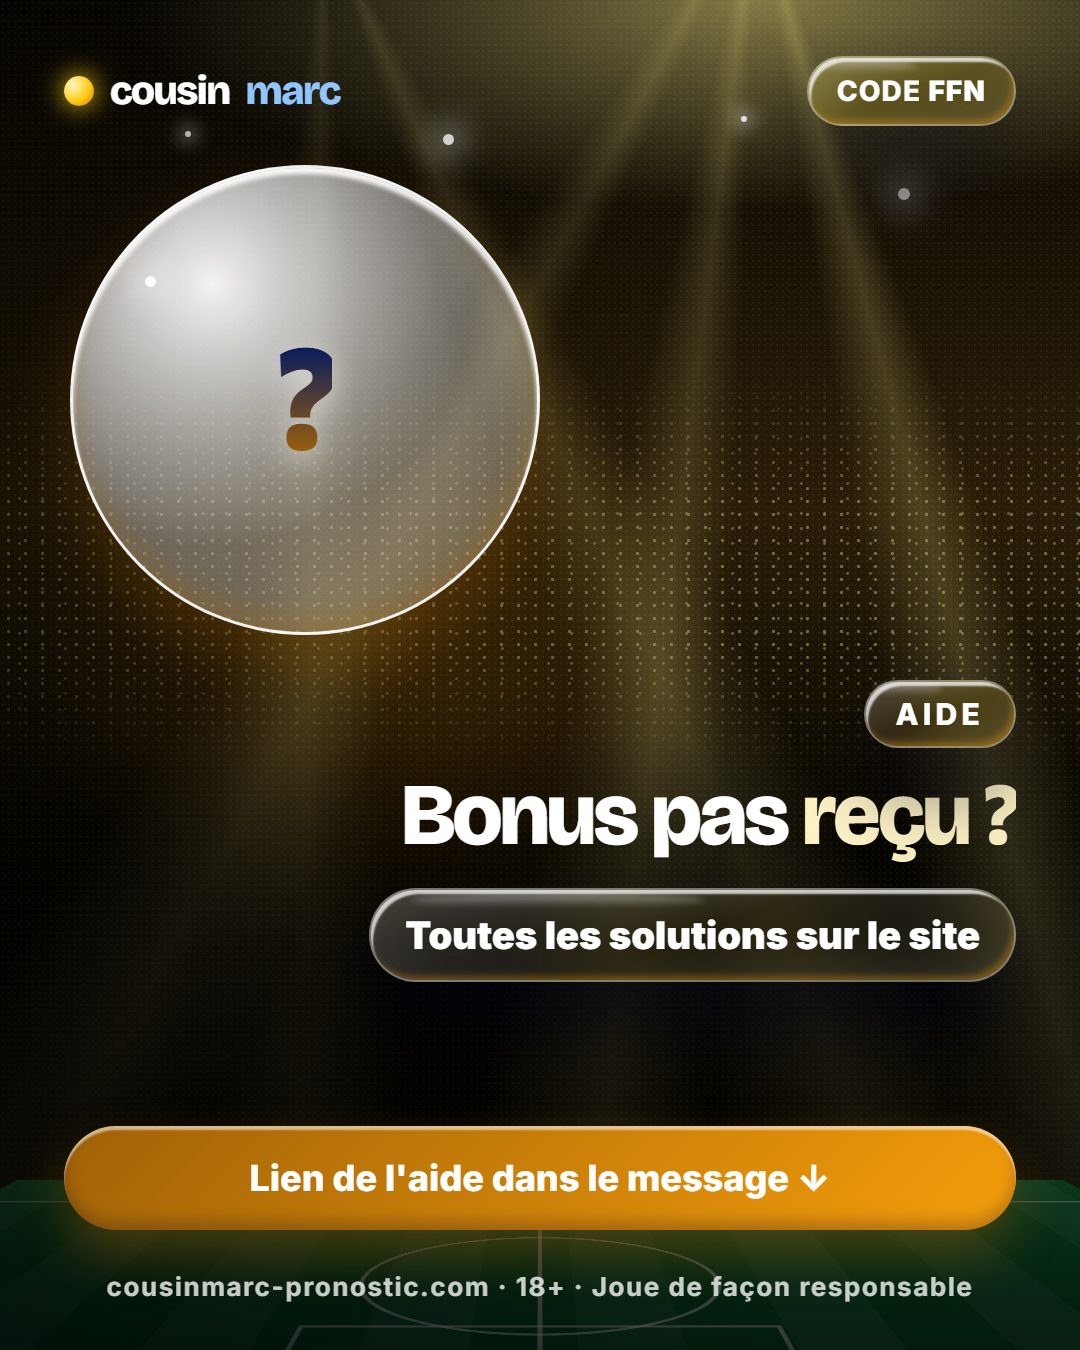 cousin marc
CODE FFN
?
AIDE
Bonus pas reçu ?
Toutes les solutions sur le site
Lien de l'aide dans le message ↓
cousinmarc-pronostic.com · 18+ · Joue de façon responsable